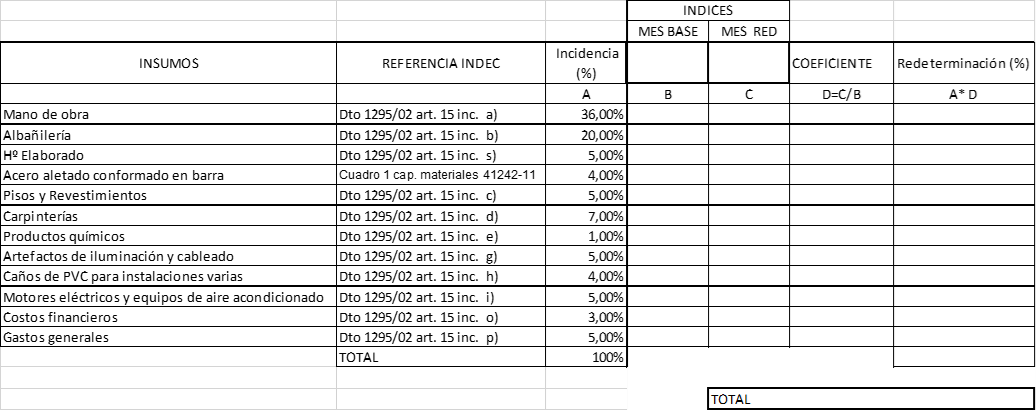 INDICES
MES BASE MES RED
INSUMOS REFERENCIA INDEC Incidencia (%) COEFICIENTE Redeterminación (%)
A B C D=C/B A* D
Mano de obra Dto 1295/02 art. 15 inc. a) 36,00%
Albañilería Dto 1295/02 art. 15 inc. b) 20,00%
Hº Elaborado Dto 1295/02 art. 15 inc. s) 5,00%
Acero aletado conformado en barra Cuadro 1 cap. materiales 41242-11 4,00%
Pisos y Revestimientos Dto 1295/02 art. 15 inc. c) 5,00%
Carpinterías Dto 1295/02 art. 15 inc. d) 7,00%
Productos químicos Dto 1295/02 art. 15 inc. e) 1,00%
Artefactos de iluminación y cableado Dto 1295/02 art. 15 inc. g) 5,00%
Caños de PVC para instalaciones varias Dto 1295/02 art. 15 inc. h) 4,00%
Motores eléctricos y equipos de aire acondicionado Dto 1295/02 art. 15 inc. i) 5,00%
Costos financieros Dto 1295/02 art. 15 inc. o) 3,00%
Gastos generales Dto 1295/02 art. 15 inc. p) 5,00%
TOTAL 100%
TOTAL